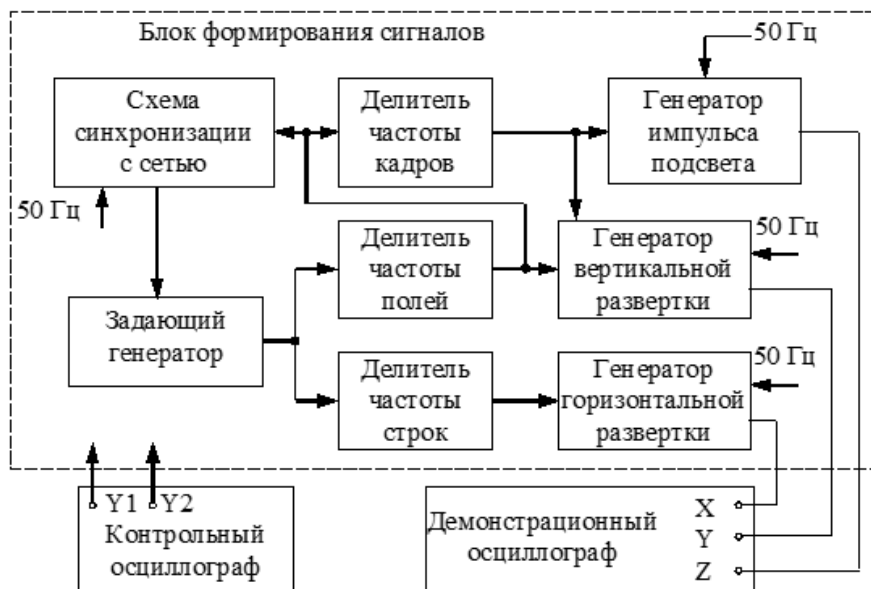 Блок формирования сигналов
50 Гц
Схема
синхронизации
с сетью
Делитель
частоты
кадров
Генератор
импульса
подсвета
50 Гц
Делитель
частоты
полей
Генератор
вертикальной
развертки
50 Гц
Задающий
генератор
Делитель
частоты
строк
Генератор
горизонтальной
развертки
50 Гц
Y1 Y2
Контрольный
осциллограф
Демонстрационный
осциллограф
X
Y
Z